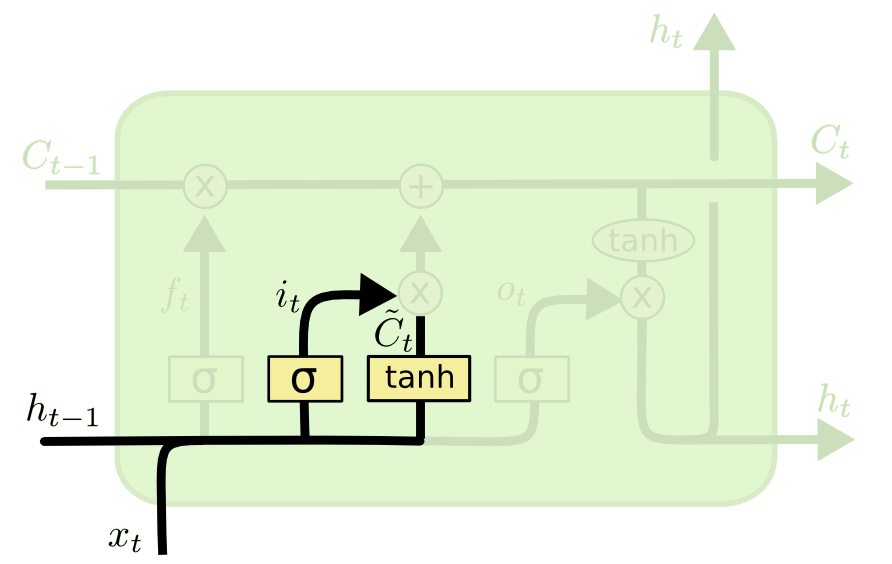 h_t
C_{t-1}
C_t
x
+
tanh
f_t
i_t
x
o_t
x
C̃_t
σ
σ
tanh
σ
h_{t-1}
h_t
x_t